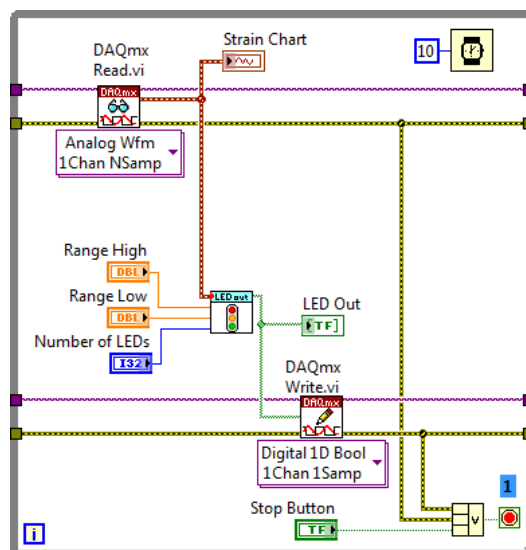 DAQmx
Read.vi
Strain Chart
10
DAQmx
Analog Wfm
1Chan NSamp
Range High
DBL
Range Low
DBL
Number of LEDs
I32
LED out
LED Out
TF
DAQmx
Write.vi
DAQmx
Digital 1D Bool
1Chan 1Samp
1
Stop Button
TF
V
i